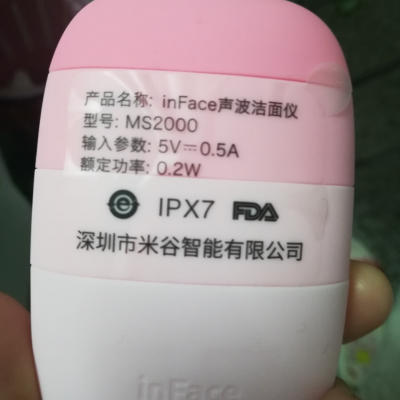 产品名称: inFace声波洁面仪
型号: MS2000
输入参数: 5V⎓0.5A
额定功率: 0.2W
e IPX7 FDA
深圳市米谷智能有限公司
inFace